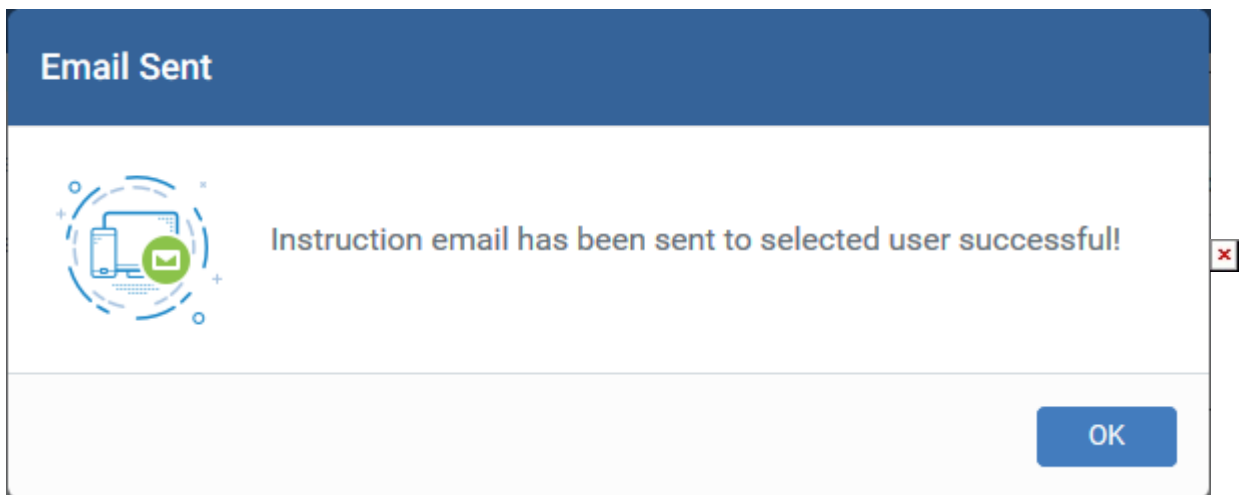 Email Sent
Instruction email has been sent to selected user successful!
OK